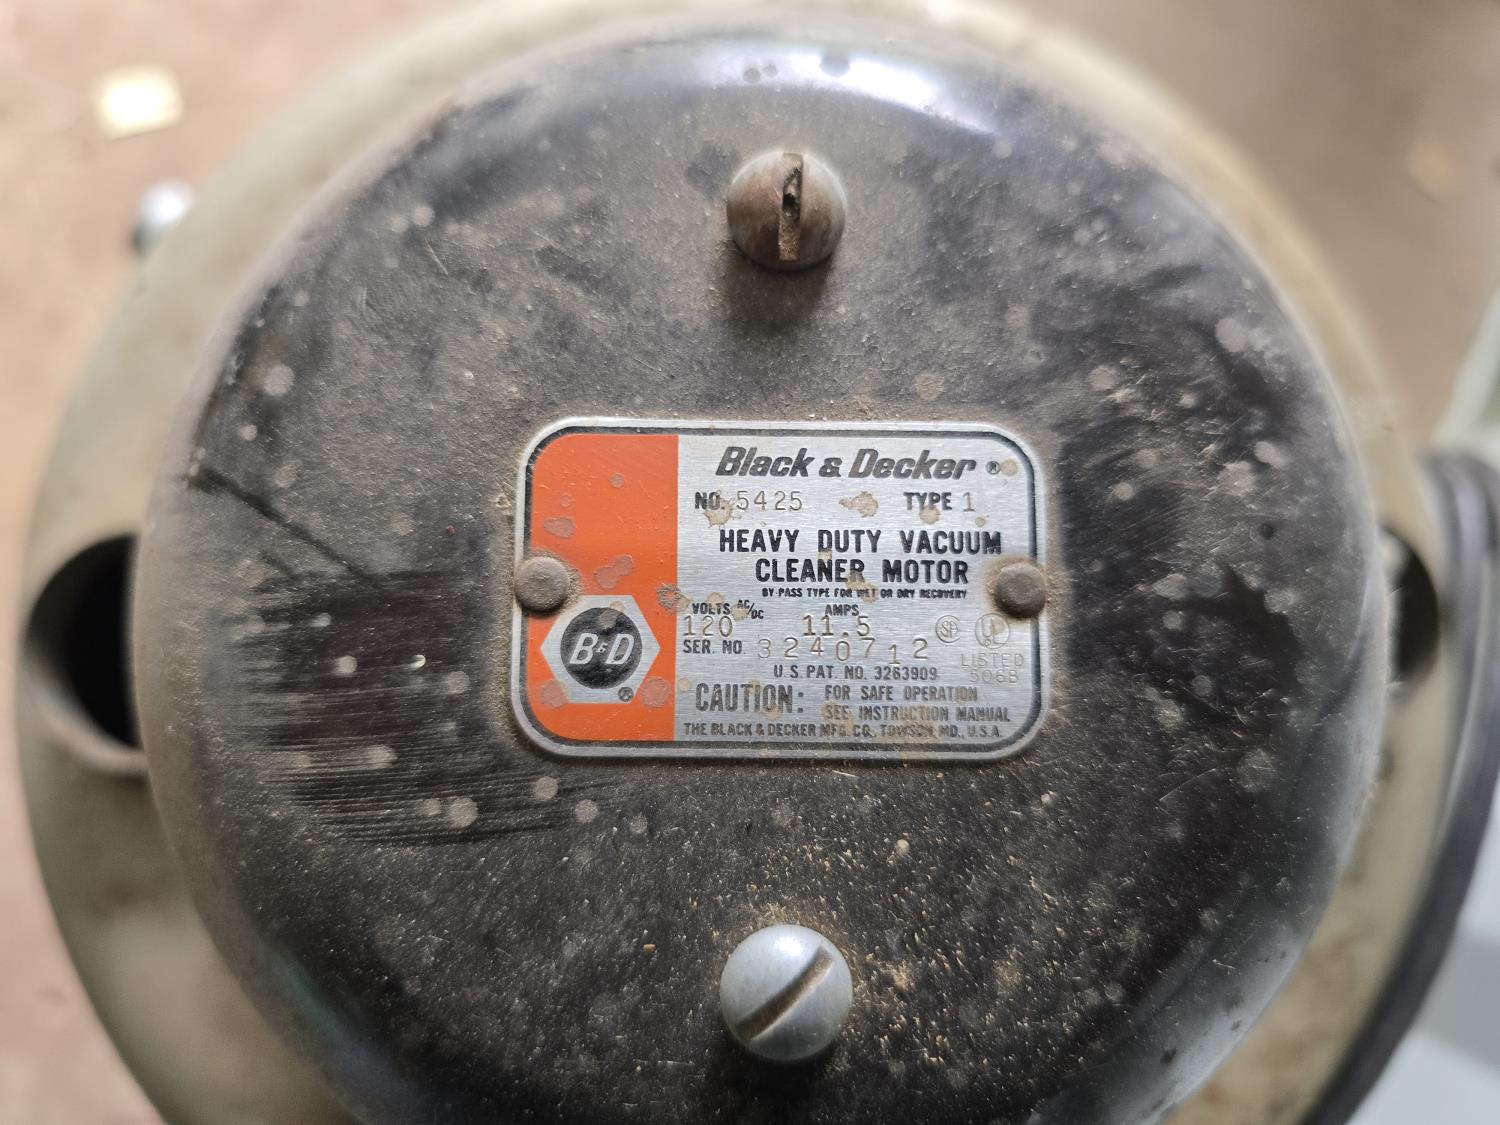 Black & Decker ®
NO. 5425 TYPE 1
HEAVY DUTY VACUUM
CLEANER MOTOR
BY PASS TYPE FOR WET OR DRY RECOVERY
VOLTS AC/DC AMPS
120 11.5
SER. NO. 3240712
LISTED
506B
U.S. PAT. NO. 3263909
CAUTION: FOR SAFE OPERATION
SEE INSTRUCTION MANUAL
THE BLACK & DECKER MFG. CO., TOWSON, MD., U.S.A.
B&D ®
SA
UL